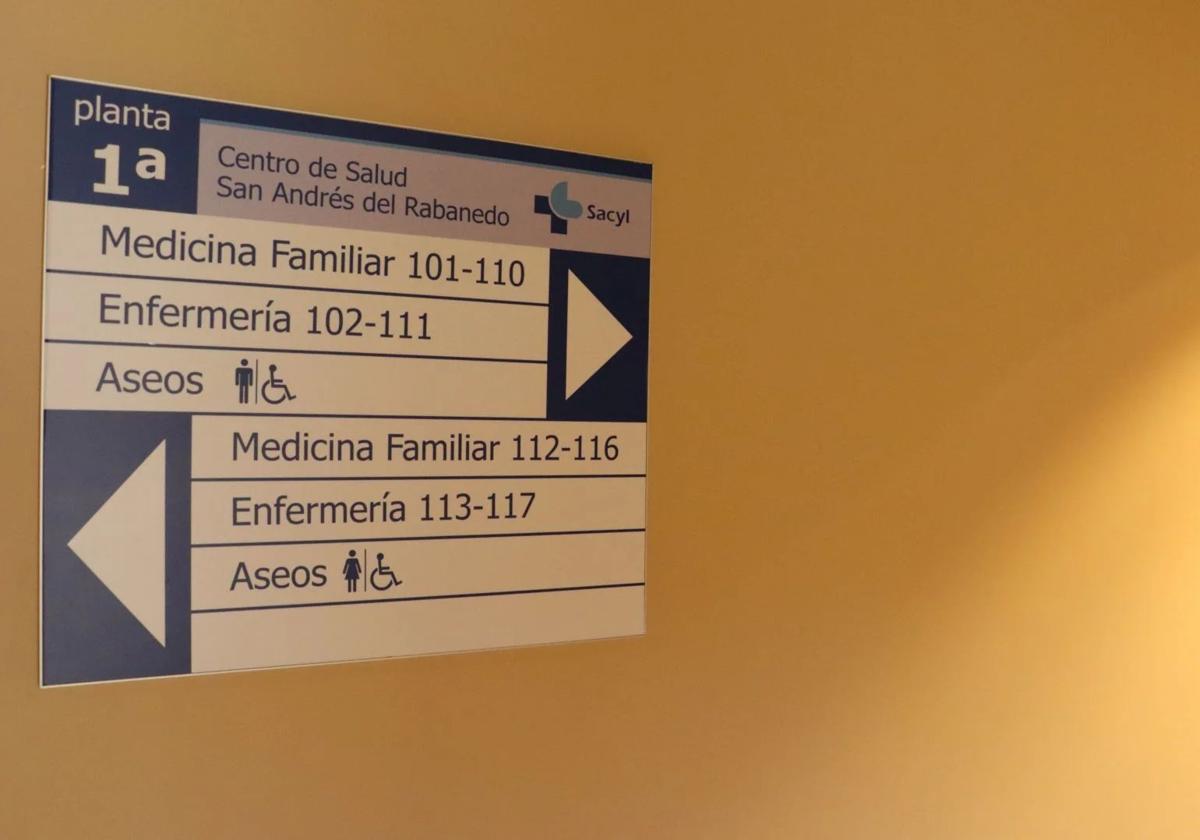 planta
1ª
Centro de Salud
San Andrés del Rabanedo
Sacyl
Medicina Familiar 101-110
Enfermería 102-111
Aseos
Medicina Familiar 112-116
Enfermería 113-117
Aseos